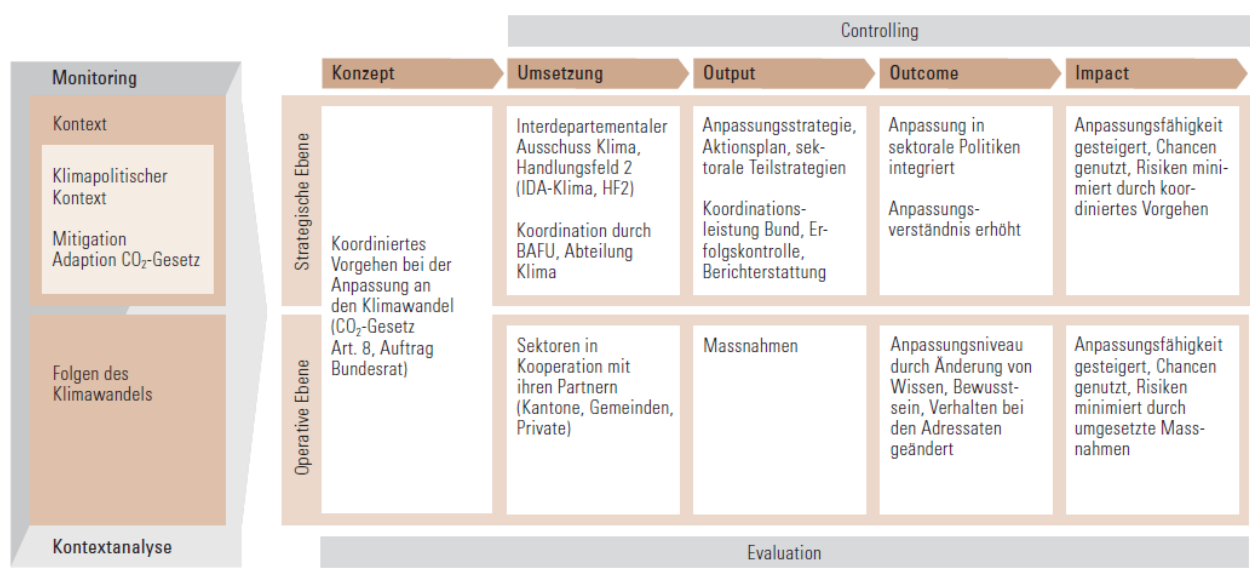 Controlling
Monitoring
Kontext
Klimapolitischer
Kontext
Mitigation
Adaption CO₂-Gesetz
Folgen des
Klimawandels
Kontextanalyse
Konzept
Umsetzung
Output
Outcome
Impact
Strategische Ebene
Operative Ebene
Koordiniertes
Vorgehen bei der
Anpassung an
den Klimawandel
(CO₂-Gesetz
Art. 8, Auftrag
Bundesrat)
Interdepartementaler
Ausschuss Klima,
Handlungsfeld 2
(IDA-Klima, HF2)
Koordination durch
BAFU, Abteilung
Klima
Anpassungsstrategie,
Aktionsplan, sek-
torale Teilstrategien
Koordinations-
leistung Bund, Er-
folgskontrolle,
Berichterstattung
Anpassung in
sektorale Politiken
integriert
Anpassungs-
verständnis erhöht
Anpassungsfähigkeit
gesteigert, Chancen
genutzt, Risiken mini-
miert durch koor-
diniertes Vorgehen
Sektoren in
Kooperation mit
ihren Partnern
(Kantone, Gemeinden,
Private)
Massnahmen
Anpassungsniveau
durch Änderung von
Wissen, Bewusst-
sein, Verhalten bei
den Adressaten
geändert
Anpassungsfähigkeit
gesteigert, Chancen
genutzt, Risiken
minimiert durch
umgesetzte Mass-
nahmen
Evaluation